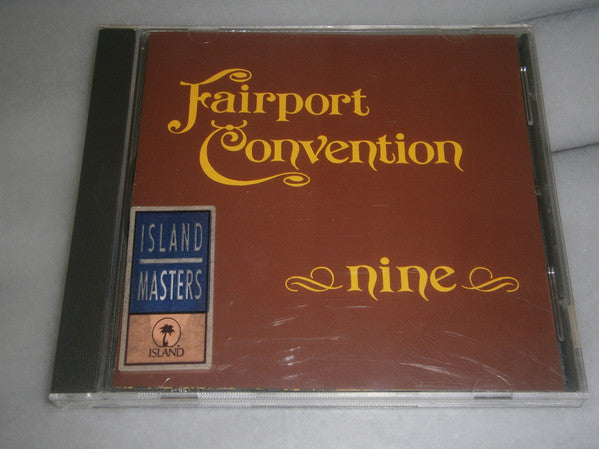 Fairport
Convention
nine
ISLAND
MASTERS
ISLAND